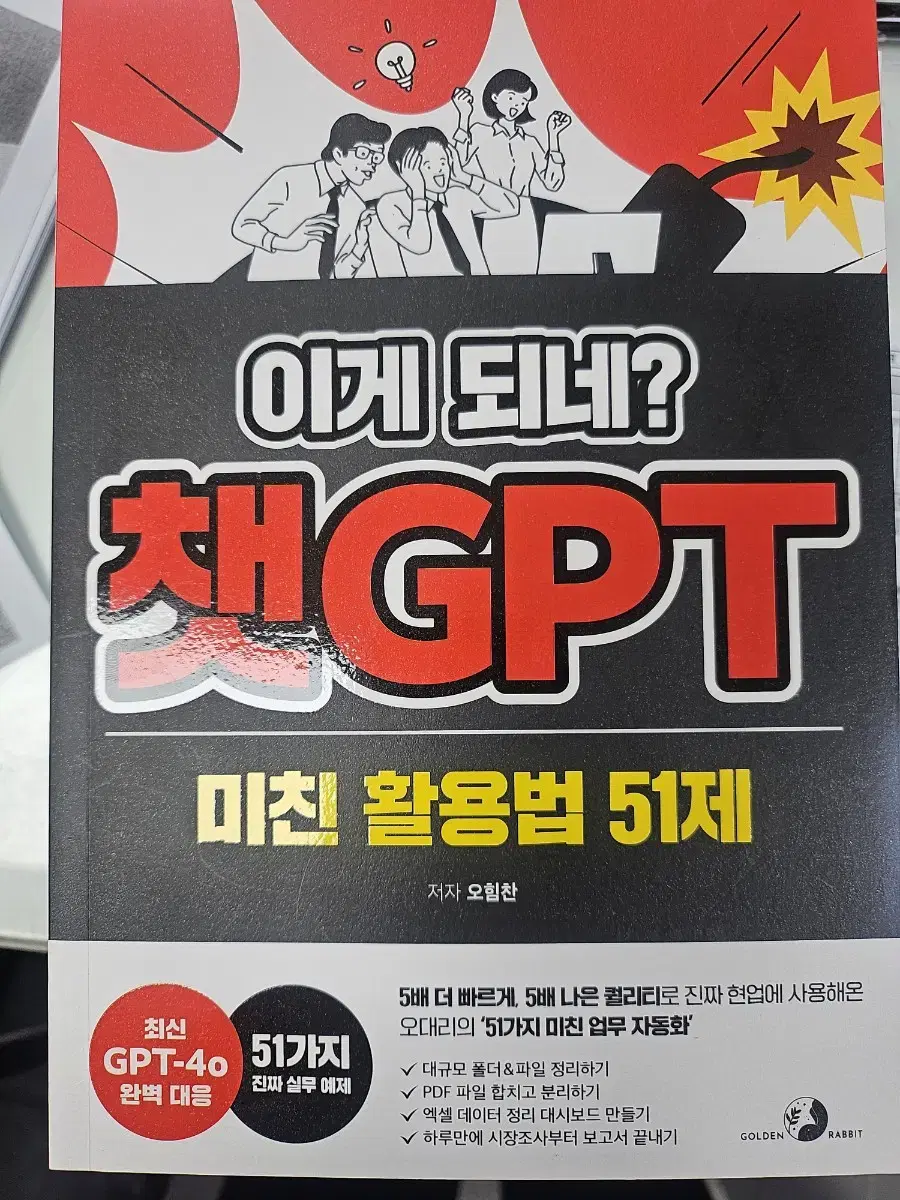 이게 되네?
챗GPT
미친 활용법 51제
저자 오힘찬
최신
GPT-4o
완벽 대응
51가지
진짜 실무 예제
5배 더 빠르게, 5배 나은 퀄리티로 진짜 현업에 사용해온
오대리의 '51가지 미친 업무 자동화'
✓ 대규모 폴더&파일 정리하기
✓ PDF 파일 합치고 분리하기
✓ 엑셀 데이터 정리 대시보드 만들기
✓ 하루만에 시장조사부터 보고서 끝내기
GOLDEN RABBIT